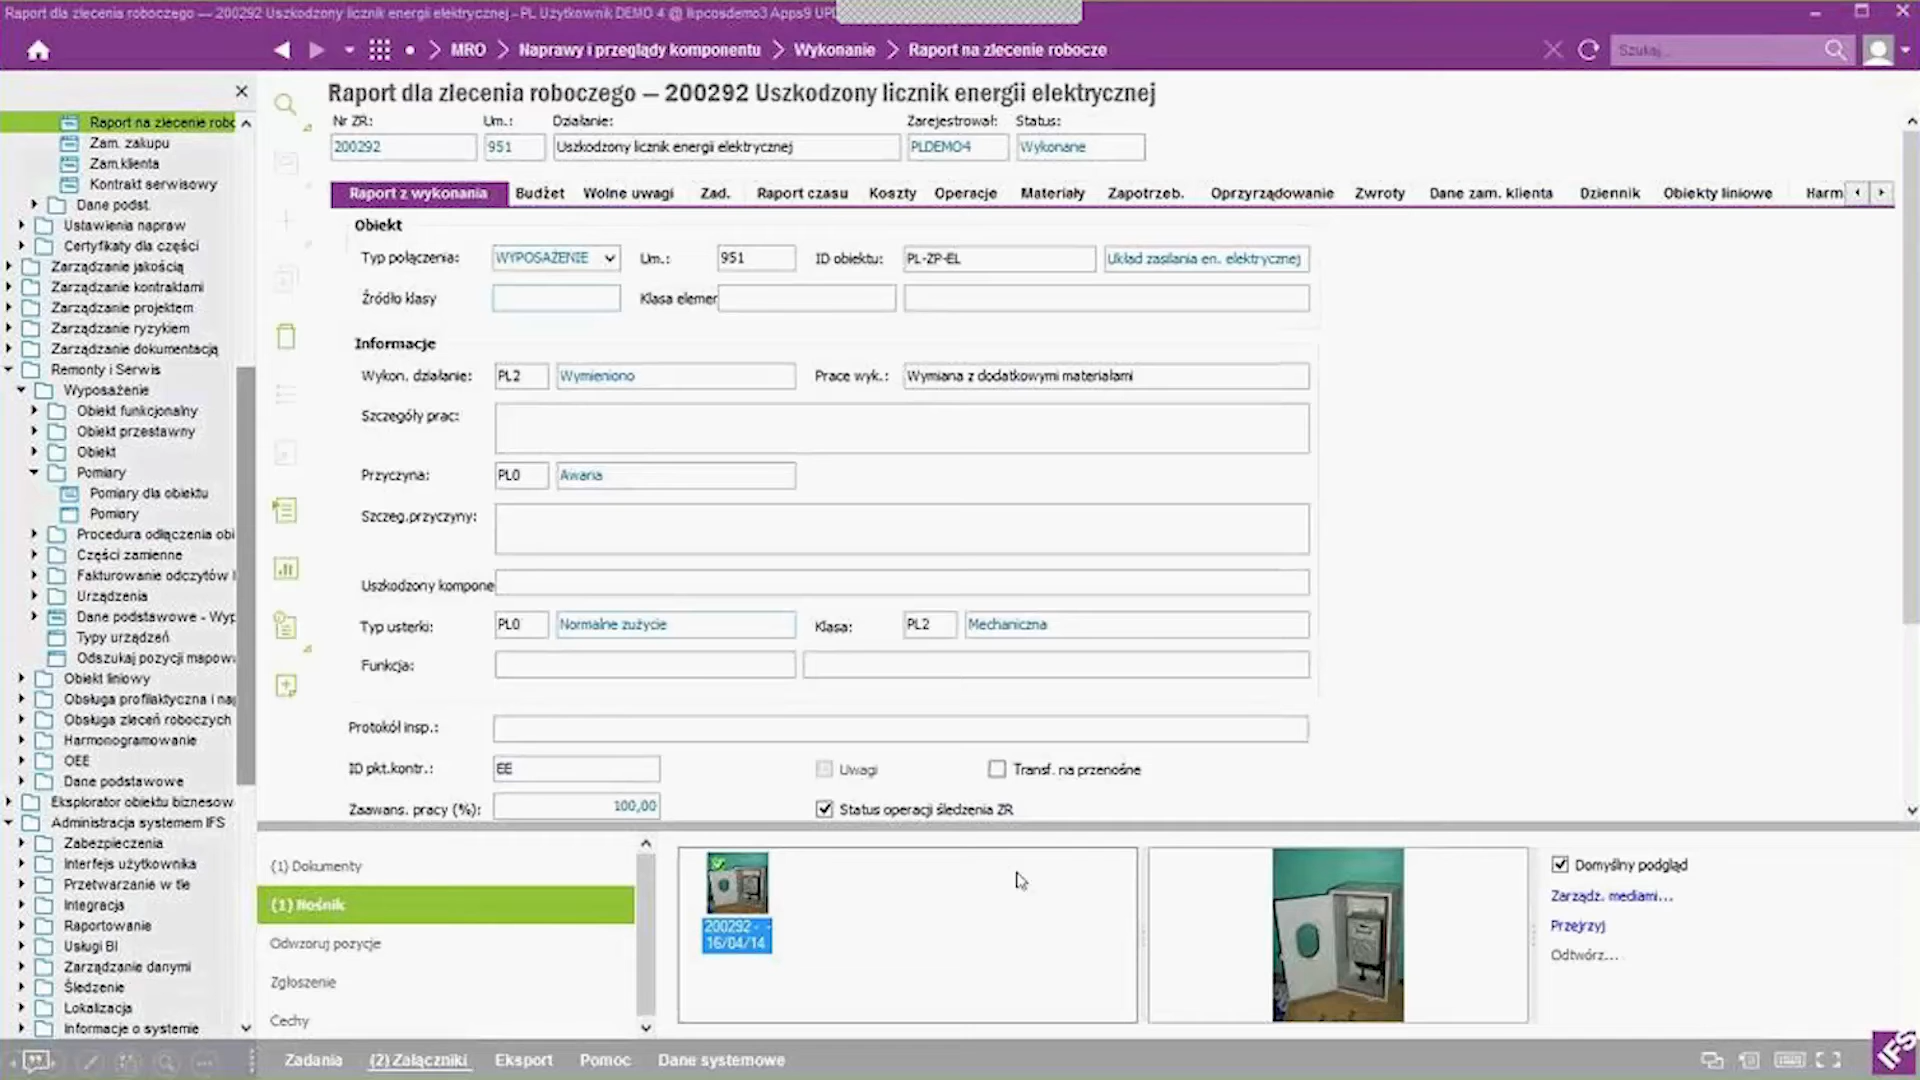 Raport dla zlecenia roboczego — 200292 Uszkodzony licznik energii elektrycznej - PL Użytkownik DEMO 4 @ lkpcosdemo3 Apps9
MRO > Naprawy i przeglądy komponentu > Wykonanie > Raport na zlecenie robocze
Szukaj...
Raport na zlecenie robo
Zam. zakupu
Zam.klienta
Kontrakt serwisowy
Dane podst.
Ustawienia napraw
Certyfikaty dla części
Zarządzanie jakością
Zarządzanie kontraktami
Zarządzanie projektem
Zarządzanie ryzykiem
Zarządzanie dokumentacją
Remonty i Serwis
Wyposażenie
Obiekt funkcjonalny
Obiekt przestawny
Obiekt
Pomiary
Pomiary dla obiektu
Pomiary
Procedura odłączenia obi
Części zamienne
Fakturowanie odczytów
Urządzenia
Dane podstawowe - Wyp
Typy urządzeń
Odszukaj pozycji mapow
Obiekt liniowy
Obsługa profilaktyczna i na
Obsługa zleceń roboczych
Harmonogramowanie
OEE
Dane podstawowe
Eksplorator obiektu biznesow
Administracja systemem IFS
Zabezpieczenia
Interfejs użytkownika
Przetwarzanie w tle
Integracja
Raportowanie
Usługi BI
Zarządzanie danymi
Śledzenie
Lokalizacja
Informacje o systemie
Raport dla zlecenia roboczego — 200292 Uszkodzony licznik energii elektrycznej
Nr ZR: Um.: Działanie: Zarejestrował: Status:
200292 951 Uszkodzony licznik energii elektrycznej PLDEMO4 Wykonane
Raport z wykonania Budżet Wolne uwagi Zad. Raport czasu Koszty Operacje Materiały Zapotrzeb. Oprzyrządowanie Zwroty Dane zam. klienta Dziennik Obiekty liniowe Harm
Obiekt
Typ połączenia: WYPOSAŻENIE Um.: 951 ID obiektu: PL-ZP-EL Układ zasilania en. elektrycznej
Źródło klasy Klasa elemer
Informacje
Wykon. działanie: PL2 Wymieniono Prace wyk.: Wymiana z dodatkowymi materiałami
Szczegóły prac:
Przyczyna: PL0 Awaria
Szczeg.przyczyny:
Uszkodzony kompone
Typ usterki: PL0 Normalne zużycie Klasa: PL2 Mechaniczna
Funkcja:
Protokół insp.:
ID pkt.kontr.: EE Uwagi Transf. na przenośne
Zaawans. pracy (%): 100,00 Status operacji śledzenia ZR
(1) Dokumenty
(1) Nośnik
Odwzoruj pozycje
Zgłoszenie
Cechy
200292 - -
16/04/14
Domyślny podgląd
Zarządz. mediami...
Przejrzyj
Odtwórz...
Zadania (2) Załączniki Eksport Pomoc Dane systemowe
IFS